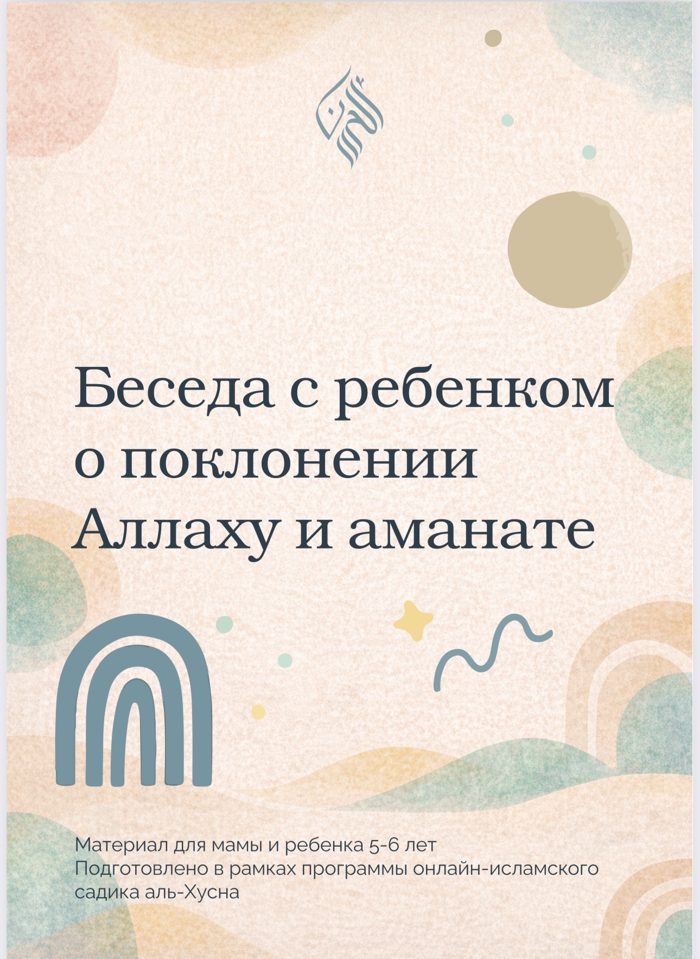 Беседа с ребенком
о поклонении
Аллаху и аманате
Материал для мамы и ребенка 5-6 лет
Подготовлено в рамках программы онлайн-исламского
садика аль-Хусна